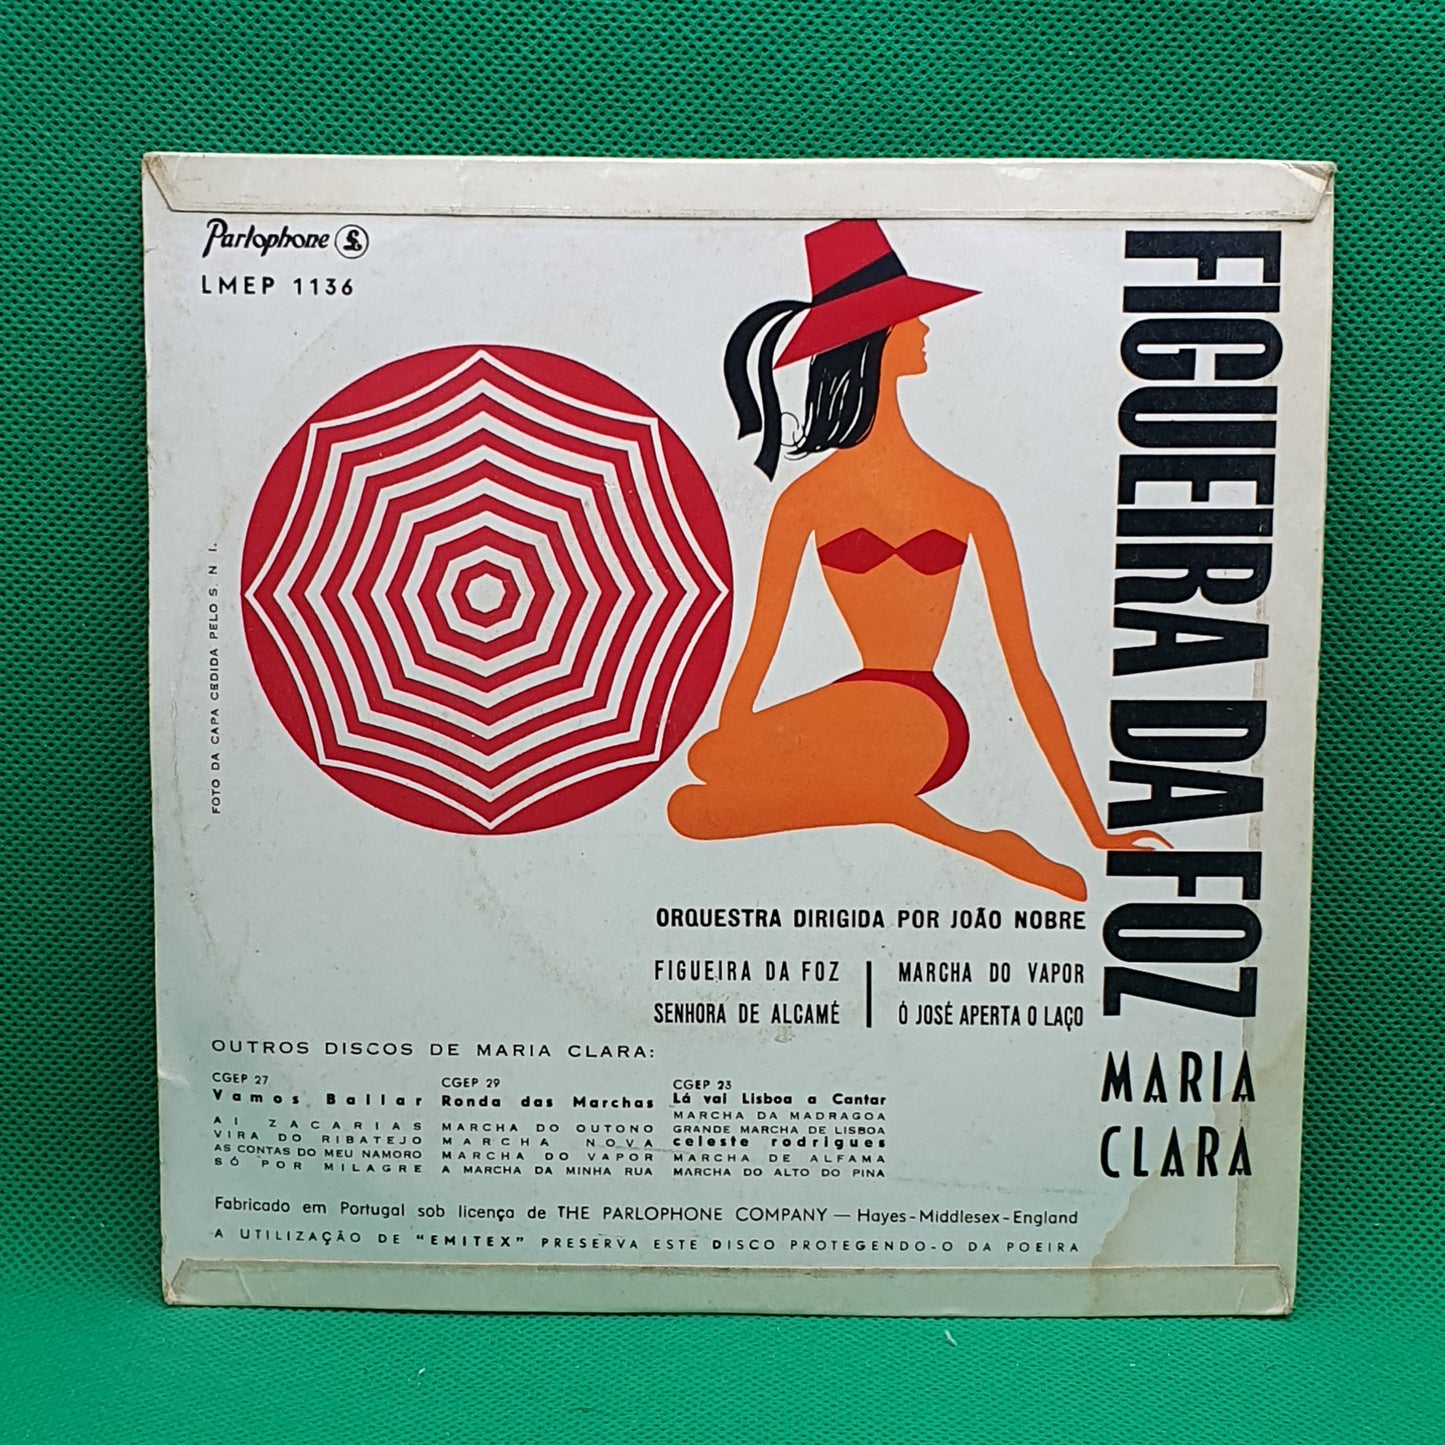 Parlophone
LMEP 1136
FIGUEIRA DA FOZ
MARIA
CLARA
FOTO DA CAPA CEDIDA PELO S. N. I.
ORQUESTRA DIRIGIDA POR JOÃO NOBRE
FIGUEIRA DA FOZ
SENHORA DE ALCAMÉ
MARCHA DO VAPOR
Ó JOSÉ APERTA O LAÇO
OUTROS DISCOS DE MARIA CLARA:
CGEP 27
Vamos Bailar
AI ZACARIAS
VIRA DO RIBATEJO
AS CONTAS DO MEU NAMORO
SÓ POR MILAGRE
CGEP 29
Ronda das Marchas
MARCHA DO OUTONO
MARCHA NOVA
MARCHA DO VAPOR
A MARCHA DA MINHA RUA
CGEP 23
Lá vai Lisboa a Cantar
MARCHA DA MADRAGOA
GRANDE MARCHA DE LISBOA
celeste rodrigues
MARCHA DE ALFAMA
MARCHA DO ALTO DO PINA
Fabricado em Portugal sob licença de THE PARLOPHONE COMPANY — Hayes - Middlesex - England
A UTILIZAÇÃO DE "EMITEX" PRESERVA ESTE DISCO PROTEGENDO-O DA POEIRA